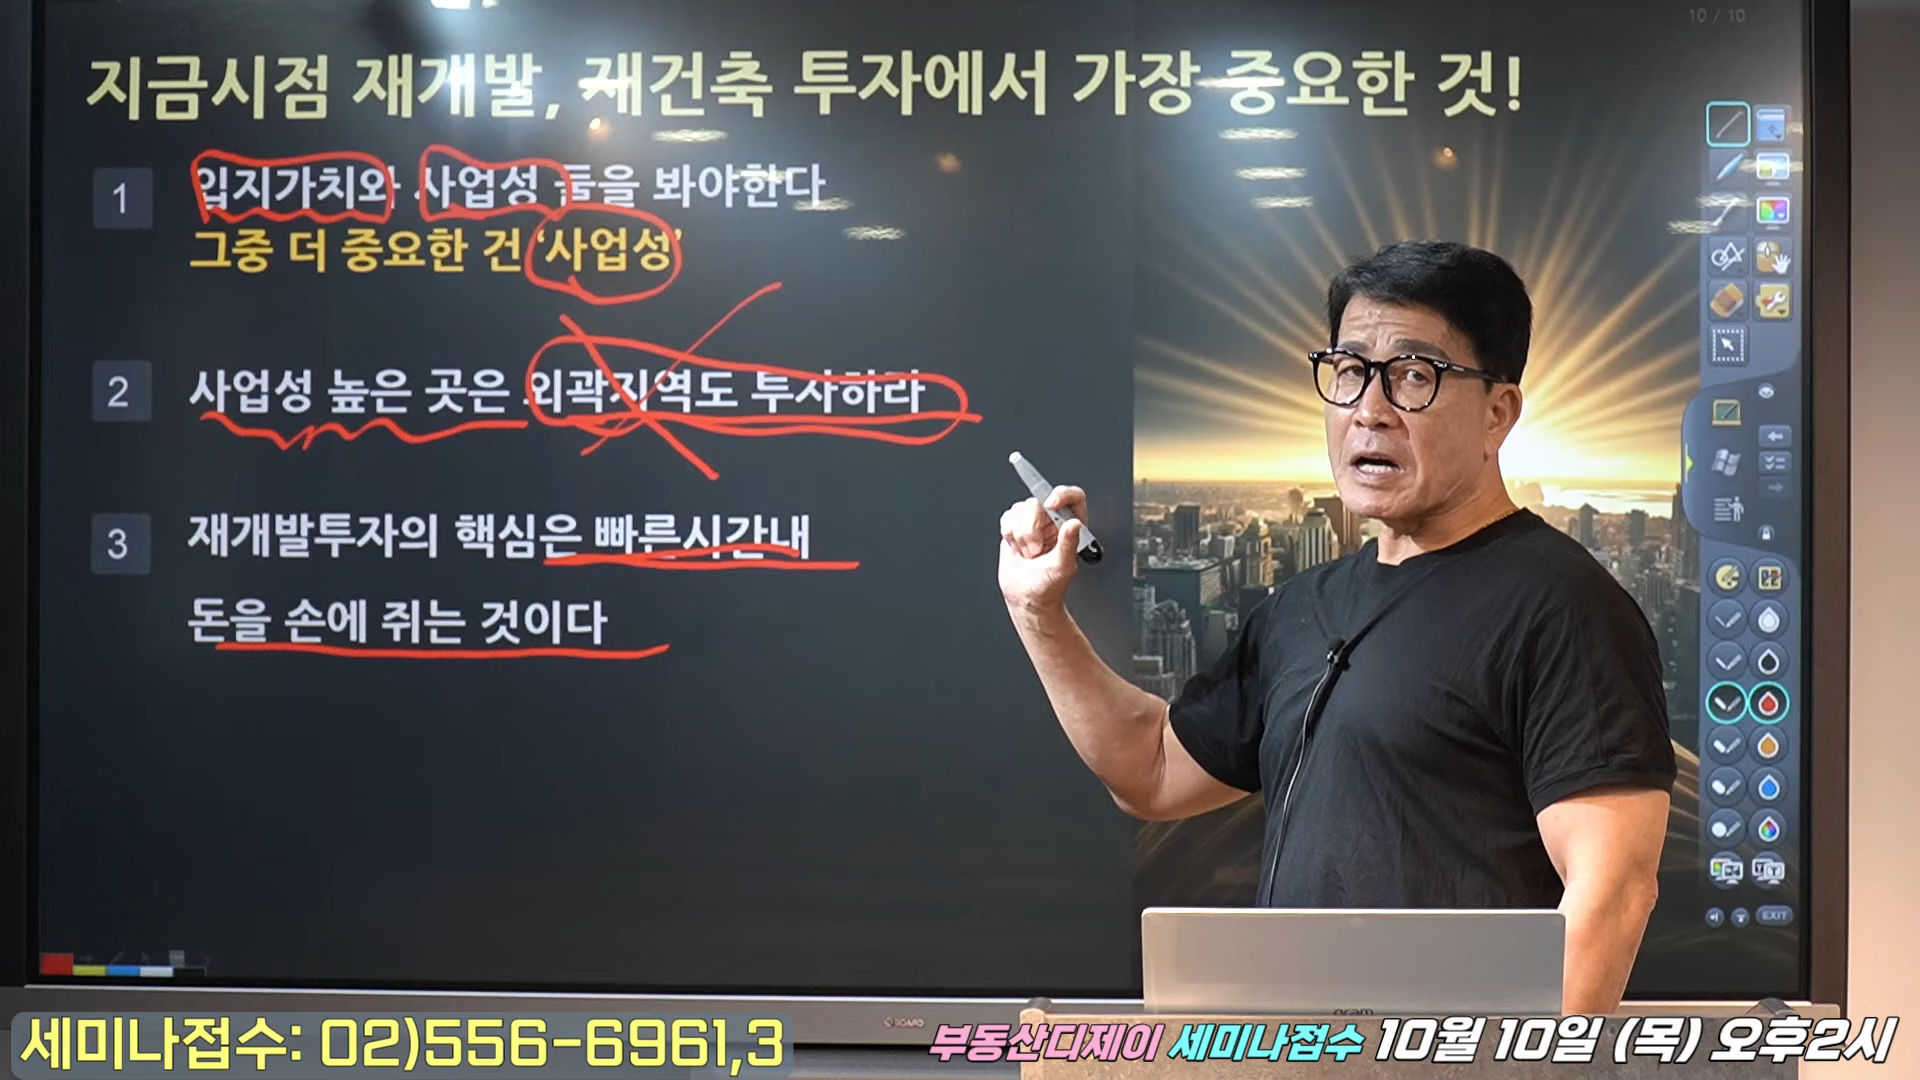 10 / 10
지금시점 재개발, 재건축 투자에서 가장 중요한 것!
1
입지가치와 사업성 둘을 봐야한다
그중 더 중요한 건 '사업성'
2
사업성 높은 곳은 외곽지역도 투자하라
3
재개발투자의 핵심은 빠른시간내
돈을 손에 쥐는 것이다
EXIT
세미나접수: 02)556-6961,3
부동산디제이 세미나접수 10월 10일 (목) 오후2시